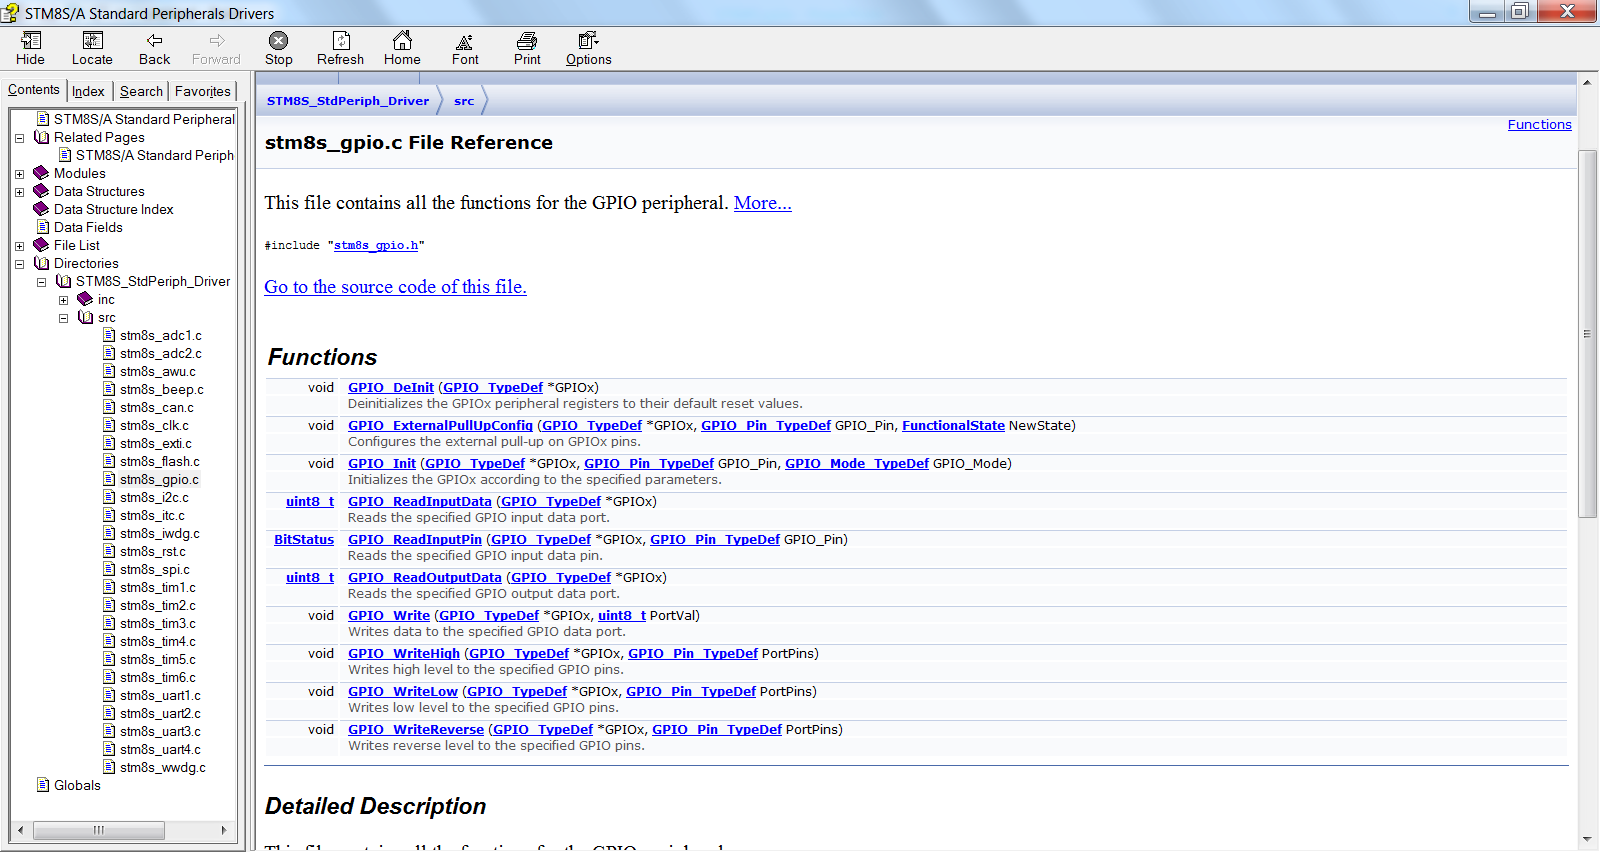 STM8S/A Standard Peripherals Drivers
Hide Locate Back Forward Stop Refresh Home Font Print Options
Contents Index Search Favorites
STM8S/A Standard Peripheral
Related Pages
STM8S/A Standard Periph
Modules
Data Structures
Data Structure Index
Data Fields
File List
Directories
STM8S_StdPeriph_Driver
inc
src
stm8s_adc1.c
stm8s_adc2.c
stm8s_awu.c
stm8s_beep.c
stm8s_can.c
stm8s_clk.c
stm8s_exti.c
stm8s_flash.c
stm8s_gpio.c
stm8s_i2c.c
stm8s_itc.c
stm8s_iwdg.c
stm8s_rst.c
stm8s_spi.c
stm8s_tim1.c
stm8s_tim2.c
stm8s_tim3.c
stm8s_tim4.c
stm8s_tim5.c
stm8s_tim6.c
stm8s_uart1.c
stm8s_uart2.c
stm8s_uart3.c
stm8s_uart4.c
stm8s_wwdg.c
Globals
STM8S_StdPeriph_Driver src
Functions
stm8s_gpio.c File Reference
This file contains all the functions for the GPIO peripheral. More...
#include "stm8s_gpio.h"
Go to the source code of this file.
Functions
void GPIO_DeInit (GPIO_TypeDef *GPIOx)
Deinitializes the GPIOx peripheral registers to their default reset values.
void GPIO_ExternalPullUpConfig (GPIO_TypeDef *GPIOx, GPIO_Pin_TypeDef GPIO_Pin, FunctionalState NewState)
Configures the external pull-up on GPIOx pins.
void GPIO_Init (GPIO_TypeDef *GPIOx, GPIO_Pin_TypeDef GPIO_Pin, GPIO_Mode_TypeDef GPIO_Mode)
Initializes the GPIOx according to the specified parameters.
uint8_t GPIO_ReadInputData (GPIO_TypeDef *GPIOx)
Reads the specified GPIO input data port.
BitStatus GPIO_ReadInputPin (GPIO_TypeDef *GPIOx, GPIO_Pin_TypeDef GPIO_Pin)
Reads the specified GPIO input data pin.
uint8_t GPIO_ReadOutputData (GPIO_TypeDef *GPIOx)
Reads the specified GPIO output data port.
void GPIO_Write (GPIO_TypeDef *GPIOx, uint8_t PortVal)
Writes data to the specified GPIO data port.
void GPIO_WriteHigh (GPIO_TypeDef *GPIOx, GPIO_Pin_TypeDef PortPins)
Writes high level to the specified GPIO pins.
void GPIO_WriteLow (GPIO_TypeDef *GPIOx, GPIO_Pin_TypeDef PortPins)
Writes low level to the specified GPIO pins.
void GPIO_WriteReverse (GPIO_TypeDef *GPIOx, GPIO_Pin_TypeDef PortPins)
Writes reverse level to the specified GPIO pins.
Detailed Description
This file contains all the functions for the GPIO peripheral.